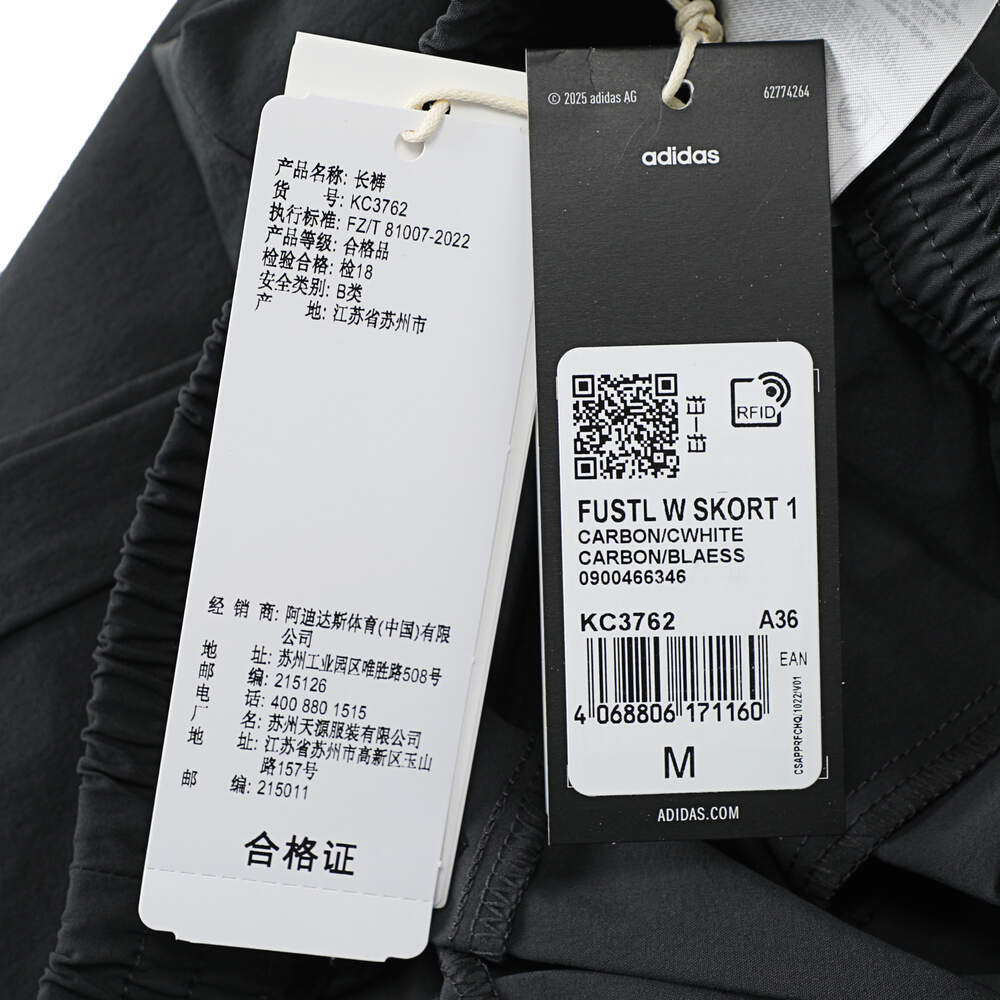 产品名称: 长裤
货 号: KC3762
执行标准: FZ/T 81007-2022
产品等级: 合格品
检验合格: 检18
安全类别: B类
产 地: 江苏省苏州市
经 销 商: 阿迪达斯体育(中国)有限
公司
地 址: 苏州工业园区唯胜路508号
邮 编: 215126
电 话: 400 880 1515
厂 名: 苏州天源服装有限公司
地 址: 江苏省苏州市高新区玉山
路157号
邮 编: 215011
合格证
© 2025 adidas AG
62774264
adidas
扫一扫
RFID
FUSTL W SKORT 1
CARBON/CWHITE
CARBON/BLAESS
0900466346
KC3762 A36
EAN
4 068806 171160
CSAPPRFCHQ/1022/V01
M
ADIDAS.COM